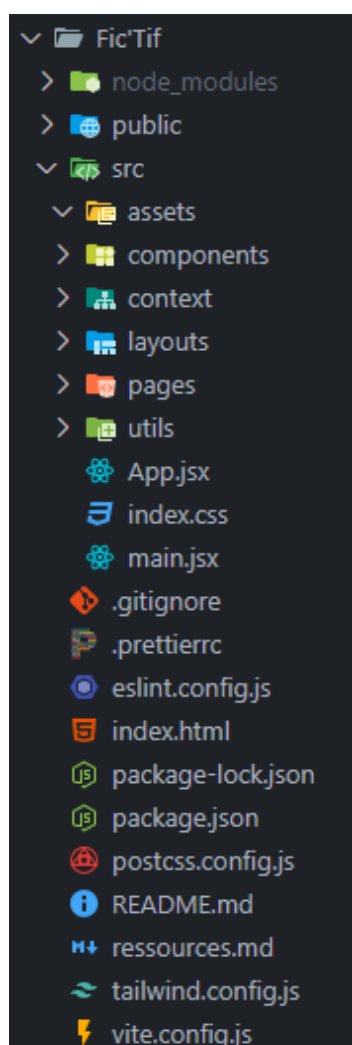 Fic'Tif
node_modules
public
src
assets
components
context
layouts
pages
utils
App.jsx
index.css
main.jsx
.gitignore
.prettierrc
eslint.config.js
index.html
package-lock.json
package.json
postcss.config.js
README.md
ressources.md
tailwind.config.js
vite.config.js